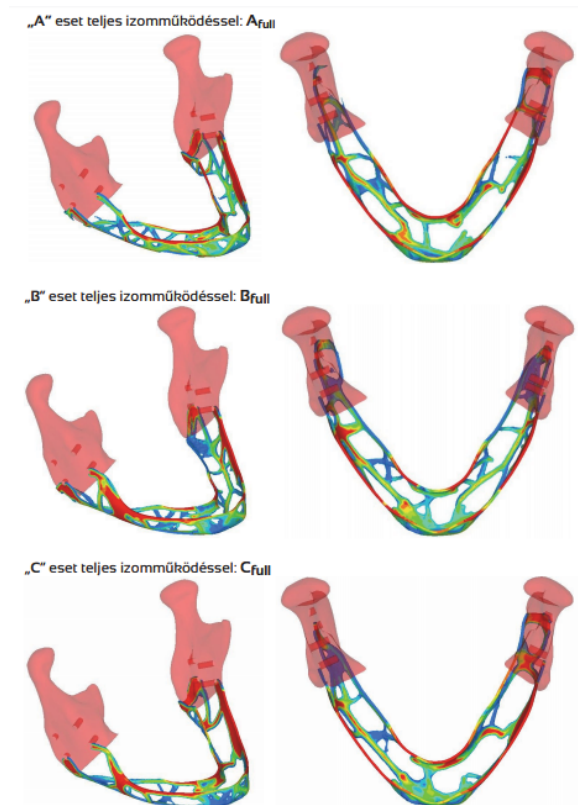 „A” eset teljes izomműködéssel: Afull
„B” eset teljes izomműködéssel: Bfull
„C” eset teljes izomműködéssel: Cfull